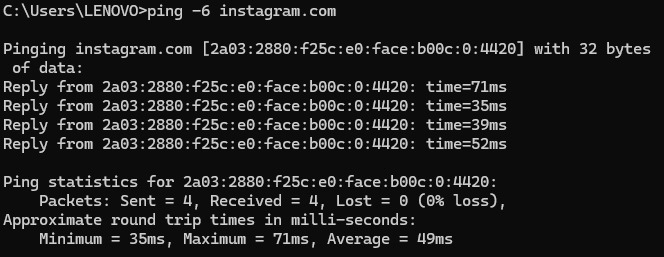 C:\Users\LENOVO>ping -6 instagram.com
Pinging instagram.com [2a03:2880:f25c:e0:face:b00c:0:4420] with 32 bytes
 of data:
Reply from 2a03:2880:f25c:e0:face:b00c:0:4420: time=71ms
Reply from 2a03:2880:f25c:e0:face:b00c:0:4420: time=35ms
Reply from 2a03:2880:f25c:e0:face:b00c:0:4420: time=39ms
Reply from 2a03:2880:f25c:e0:face:b00c:0:4420: time=52ms
Ping statistics for 2a03:2880:f25c:e0:face:b00c:0:4420:
    Packets: Sent = 4, Received = 4, Lost = 0 (0% loss),
Approximate round trip times in milli-seconds:
    Minimum = 35ms, Maximum = 71ms, Average = 49ms